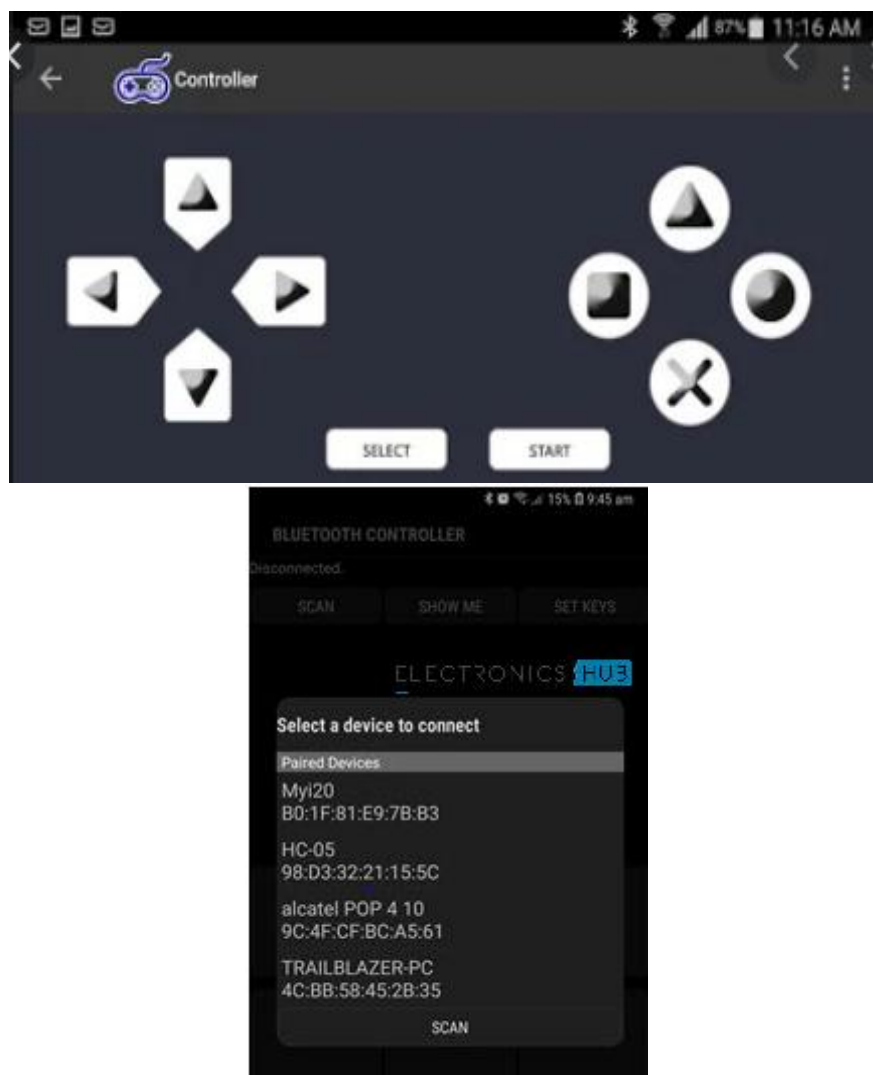 87% 11:16 AM
Controller
SELECT
START
15% 9:45 am
BLUETOOTH CONTROLLER
Disconnected.
SCAN
SHOW ME
SET KEYS
ELECTRONICS HUB
Select a device to connect
Paired Devices
Myi20
B0:1F:81:E9:7B:B3
HC-05
98:D3:32:21:15:5C
alcatel POP 4 10
9C:4F:CF:BC:A5:61
TRAILBLAZER-PC
4C:BB:58:45:2B:35
SCAN